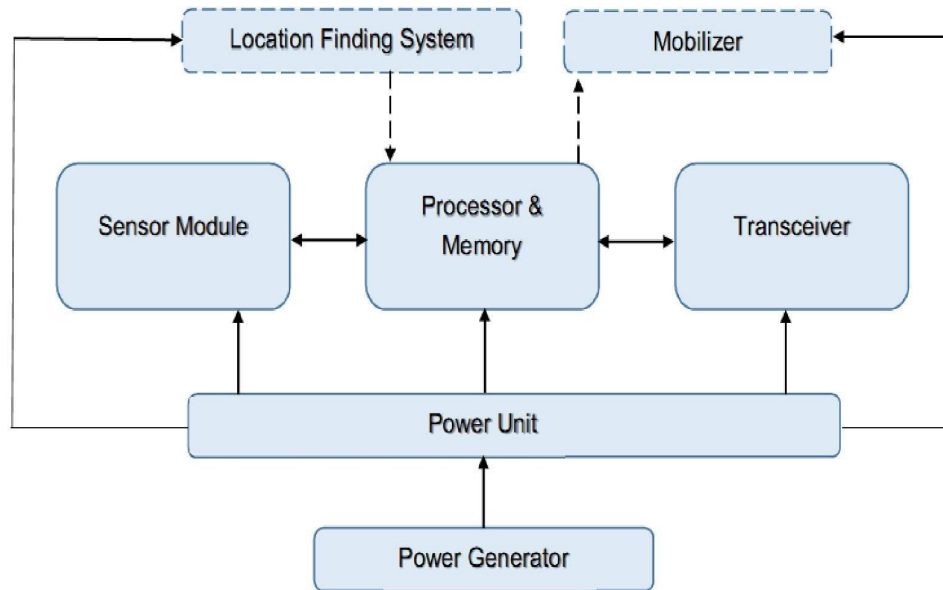 Location Finding System
Mobilizer
Sensor Module
Processor &
Memory
Transceiver
Power Unit
Power Generator